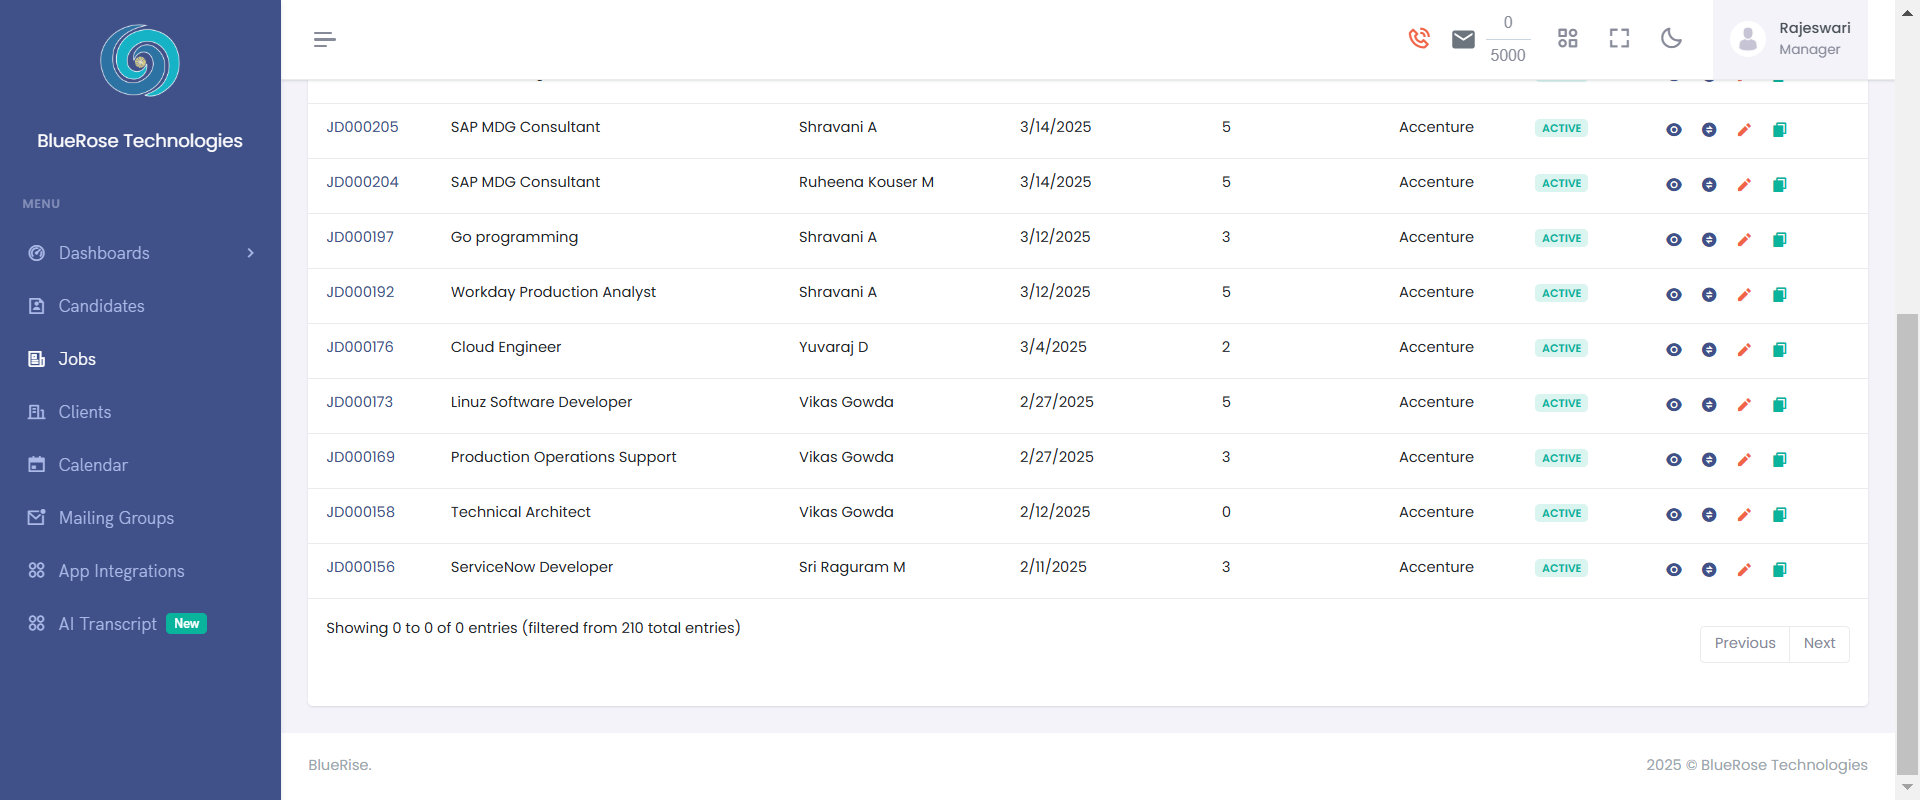 BlueRose Technologies
MENU
Dashboards
Candidates
Jobs
Clients
Calendar
Mailing Groups
App Integrations
AI Transcript New
0
5000
Rajeswari
Manager
JD000205 SAP MDG Consultant Shravani A 3/14/2025 5 Accenture ACTIVE
JD000204 SAP MDG Consultant Ruheena Kouser M 3/14/2025 5 Accenture ACTIVE
JD000197 Go programming Shravani A 3/12/2025 3 Accenture ACTIVE
JD000192 Workday Production Analyst Shravani A 3/12/2025 5 Accenture ACTIVE
JD000176 Cloud Engineer Yuvaraj D 3/4/2025 2 Accenture ACTIVE
JD000173 Linuz Software Developer Vikas Gowda 2/27/2025 5 Accenture ACTIVE
JD000169 Production Operations Support Vikas Gowda 2/27/2025 3 Accenture ACTIVE
JD000158 Technical Architect Vikas Gowda 2/12/2025 0 Accenture ACTIVE
JD000156 ServiceNow Developer Sri Raguram M 2/11/2025 3 Accenture ACTIVE
Showing 0 to 0 of 0 entries (filtered from 210 total entries)
Previous Next
BlueRise.
2025 © BlueRose Technologies